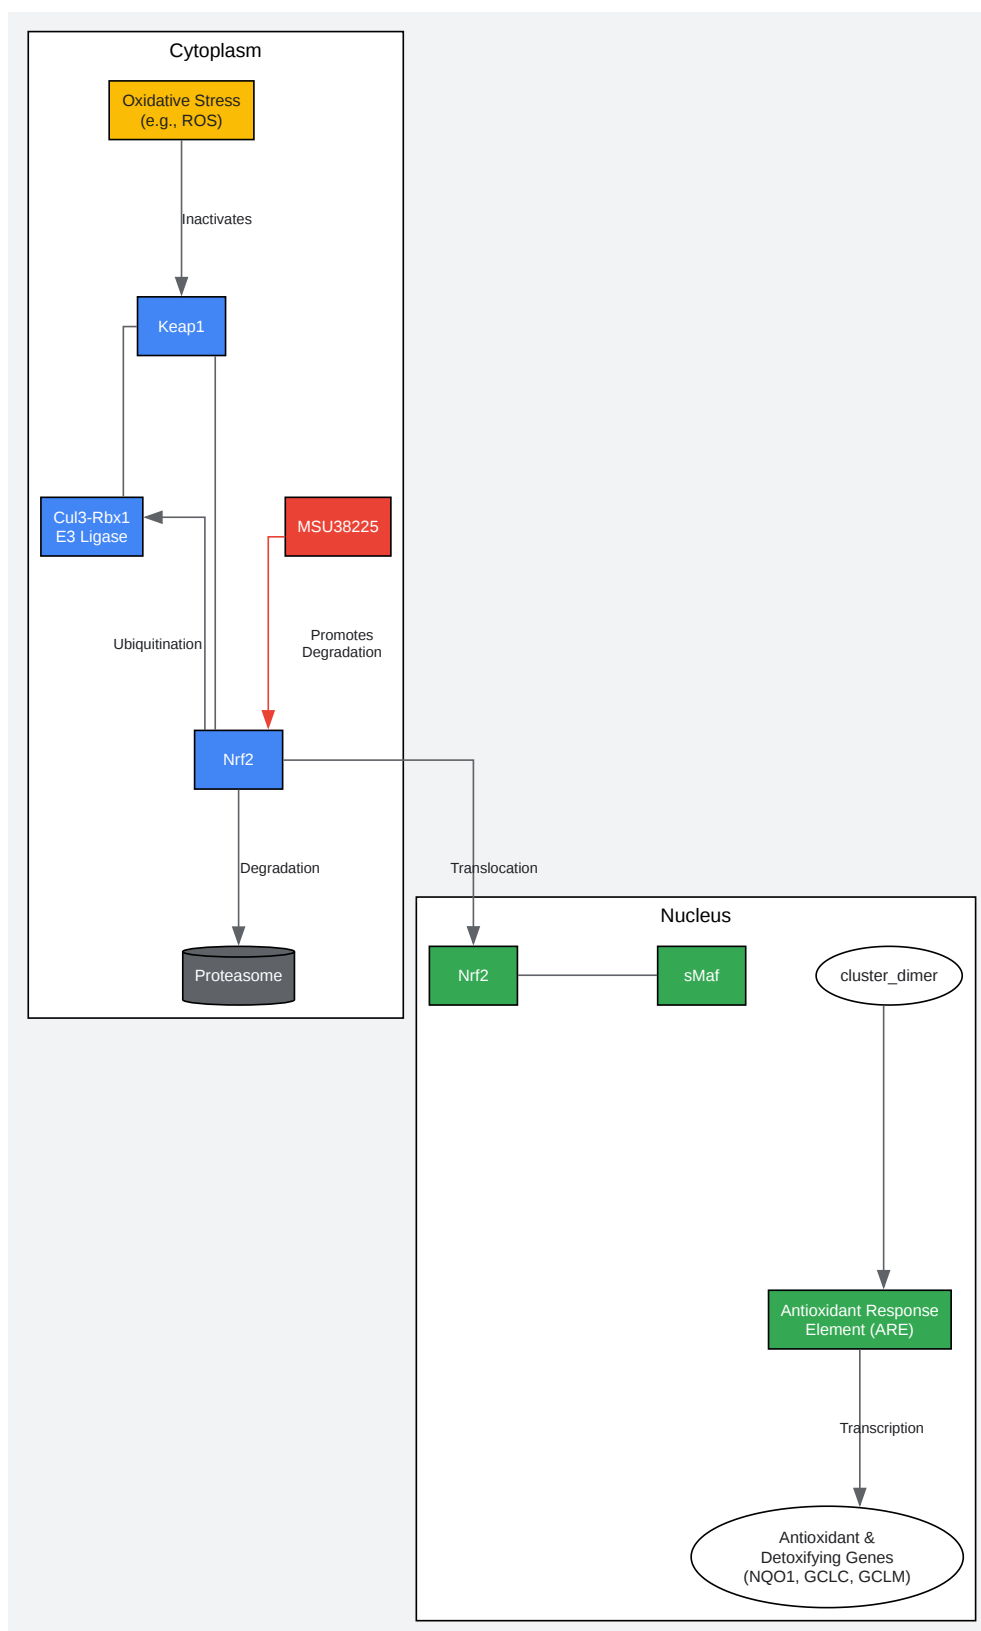 Cytoplasm
Oxidative Stress
(e.g., ROS)
Inactivates
Keap1
Cul3-Rbx1
E3 Ligase
MSU38225
Ubiquitination
Promotes
Degradation
Nrf2
Degradation
Translocation
Proteasome
Nucleus
Nrf2
sMaf
cluster_dimer
Antioxidant Response
Element (ARE)
Transcription
Antioxidant &
Detoxifying Genes
(NQO1, GCLC, GCLM)